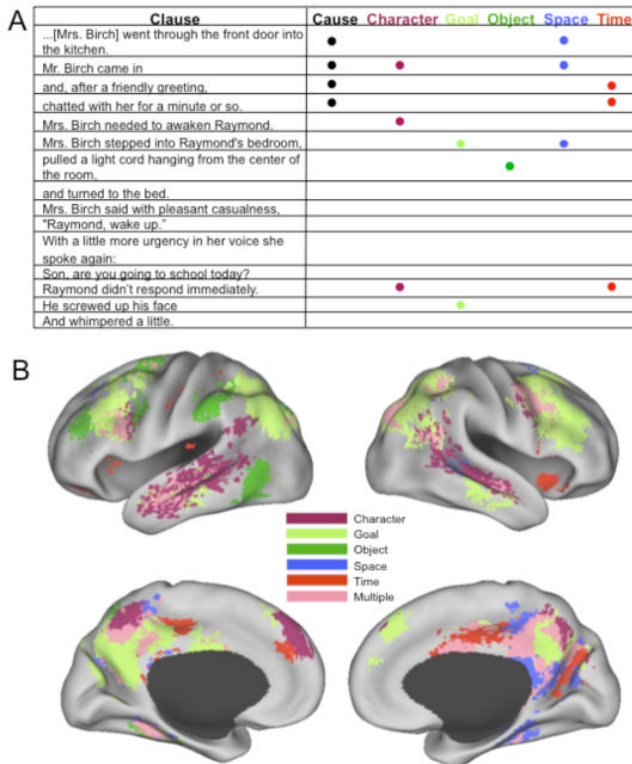 A
Clause Cause Character Goal Object Space Time
...[Mrs. Birch] went through the front door into
the kitchen.
Mr. Birch came in
and, after a friendly greeting,
chatted with her for a minute or so.
Mrs. Birch needed to awaken Raymond.
Mrs. Birch stepped into Raymond's bedroom,
pulled a light cord hanging from the center of
the room,
and turned to the bed.
Mrs. Birch said with pleasant casualness,
"Raymond, wake up."
With a little more urgency in her voice she
spoke again:
Son, are you going to school today?
Raymond didn't respond immediately.
He screwed up his face
And whimpered a little.
B
Character
Goal
Object
Space
Time
Multiple